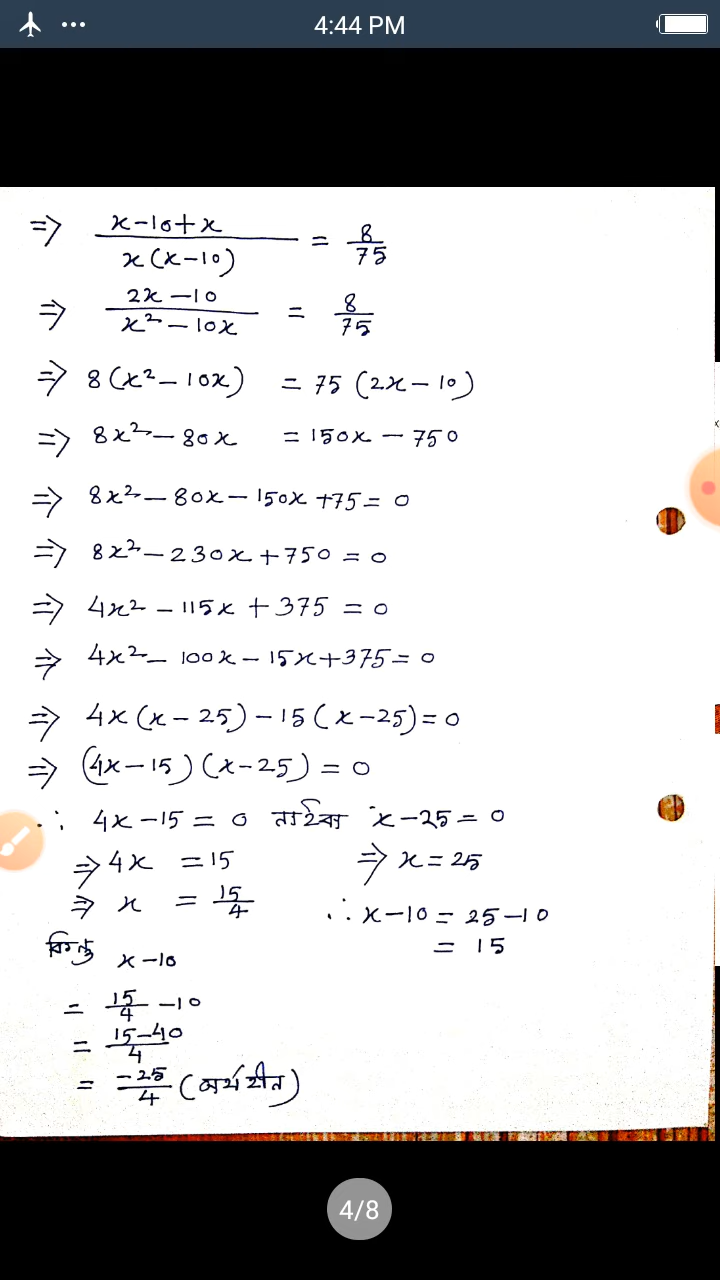 4:44 PM
⇒ (x-10+x)/(x(x-10)) = 8/75
⇒ (2x-10)/(x²-10x) = 8/75
⇒ 8(x²-10x) = 75(2x-10)
⇒ 8x²-80x = 150x-750
⇒ 8x²-80x-150x+75=0
⇒ 8x²-230x+750=0
⇒ 4x²-115x+375=0
⇒ 4x²-100x-15x+375=0
⇒ 4x(x-25)-15(x-25)=0
⇒ (4x-15)(x-25)=0
∴ 4x-15=0 নাইবা x-25=0
⇒ 4x = 15 ⇒ x = 25
⇒ x = 15/4 ∴ x-10 = 25-10
= 15
কিন্তু x-10
= 15/4 -10
= (15-40)/4
= -25/4 (অৰ্থহীন)
4/8